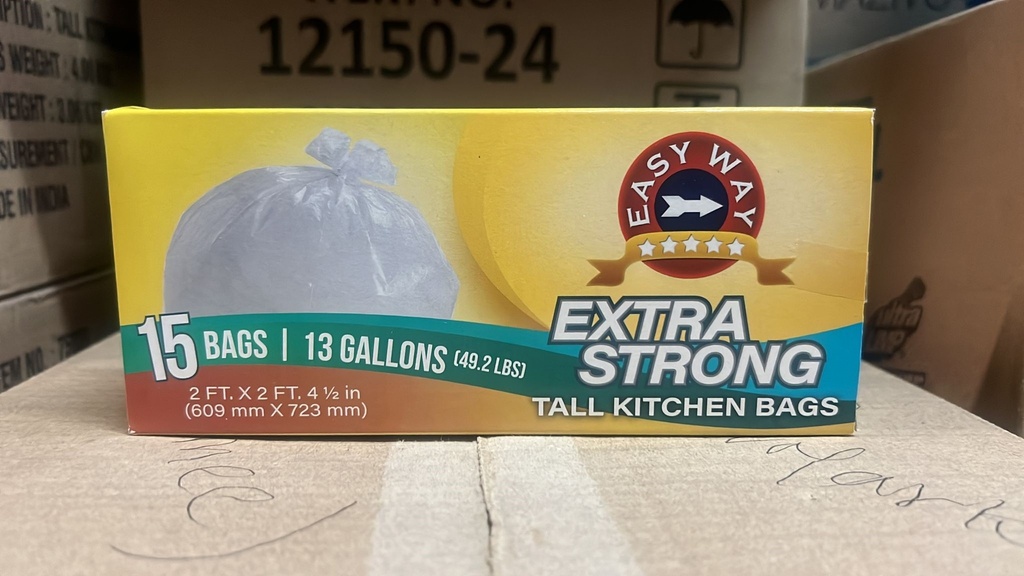 12150-24
WEIGHT :
MADE IN INDIA
EASY WAY
15 BAGS | 13 GALLONS (49.2 LBS)
2 FT. X 2 FT. 4 ½ in
(609 mm X 723 mm)
EXTRA
STRONG
TALL KITCHEN BAGS